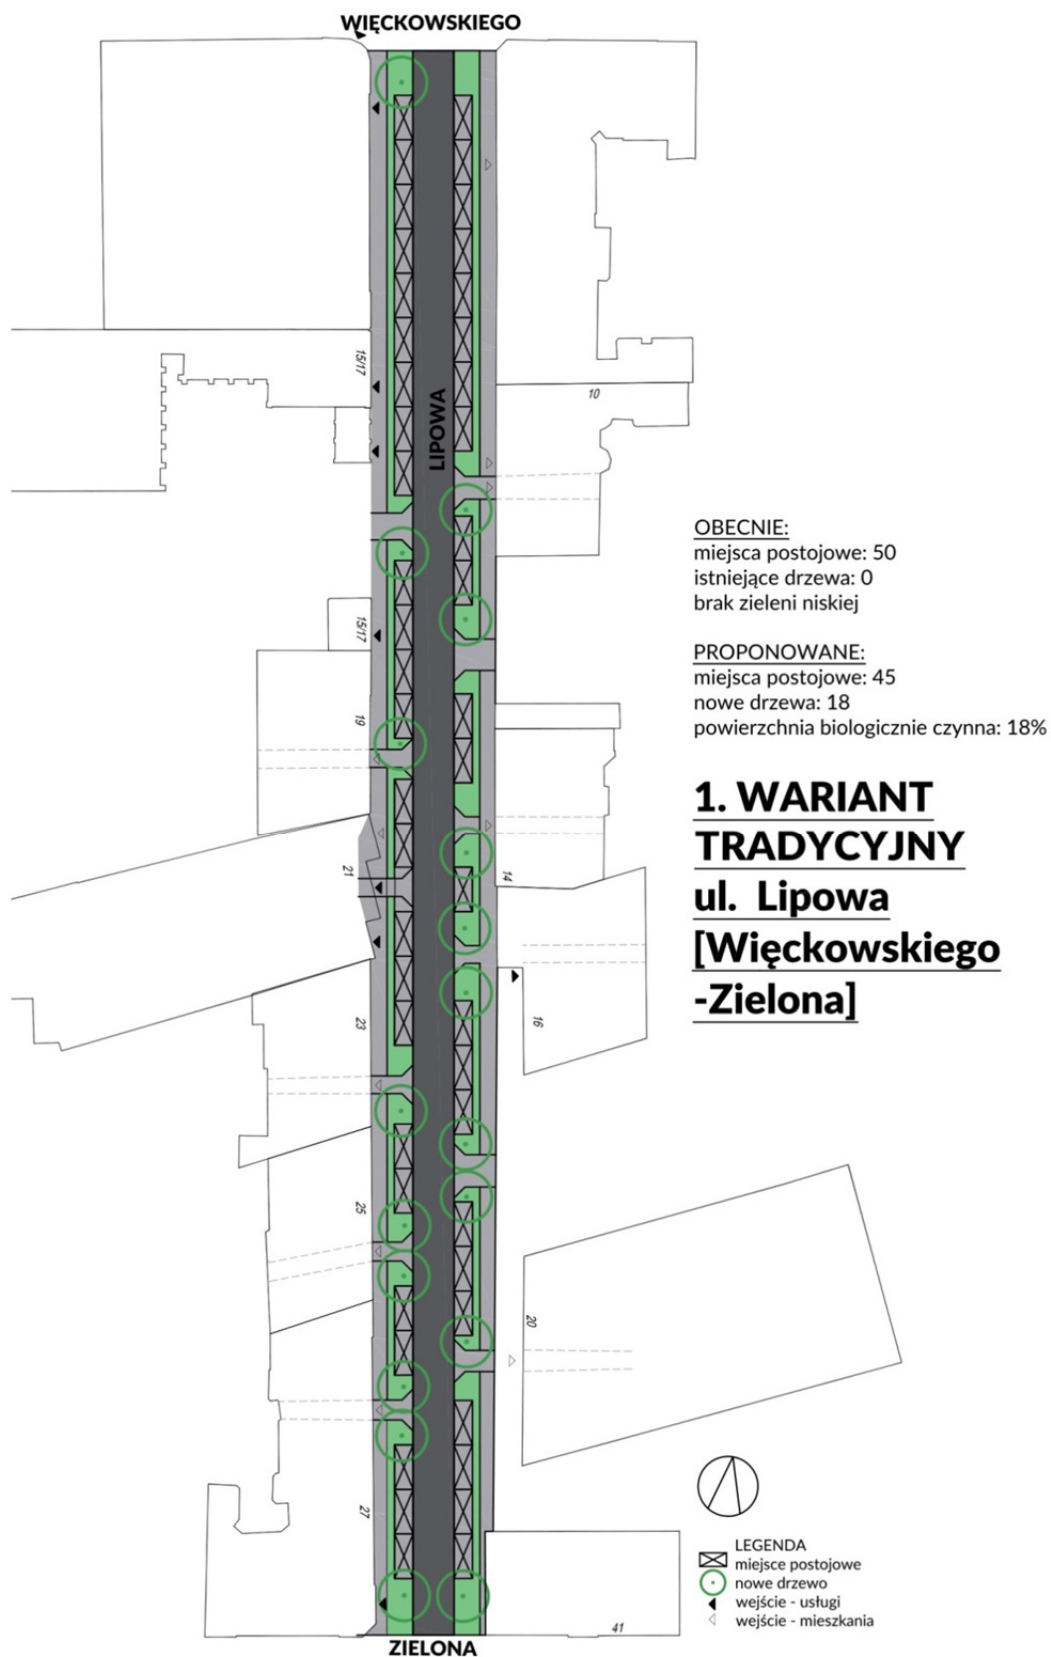 WIĘCKOWSKIEGO
15/17
LIPOWA
10
OBECNIE:
miejsca postojowe: 50
istniejące drzewa: 0
brak zieleni niskiej
15/17
PROPONOWANE:
miejsca postojowe: 45
nowe drzewa: 18
powierzchnia biologicznie czynna: 18%
19
1. WARIANT
TRADYCYJNY
ul. Lipowa
[Więckowskiego
-Zielona]
21
14
23
16
25
20
27
LEGENDA
miejsce postojowe
nowe drzewo
wejście - usługi
wejście - mieszkania
41
ZIELONA